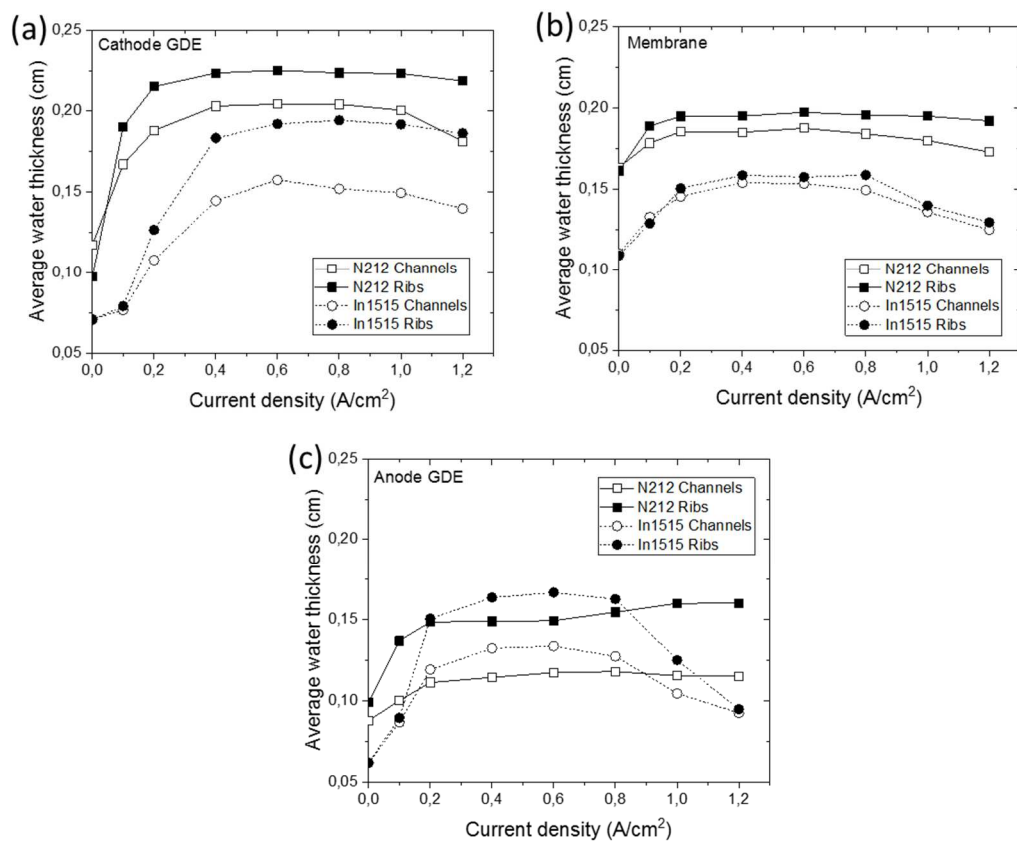 (a)
Cathode GDE
Average water thickness (cm)
0,25
0,20
0,15
0,10
0,05
N212 Channels
N212 Ribs
In1515 Channels
In1515 Ribs
0,0 0,2 0,4 0,6 0,8 1,0 1,2
Current density (A/cm²)
(b)
Membrane
Average water thickness (cm)
0,25
0,20
0,15
0,10
0,05
N212 Channels
N212 Ribs
In1515 Channels
In1515 Ribs
0,0 0,2 0,4 0,6 0,8 1,0 1,2
Current density (A/cm²)
(c)
Anode GDE
Average water thickness (cm)
0,25
0,20
0,15
0,10
0,05
N212 Channels
N212 Ribs
In1515 Channels
In1515 Ribs
0,0 0,2 0,4 0,6 0,8 1,0 1,2
Current density (A/cm²)